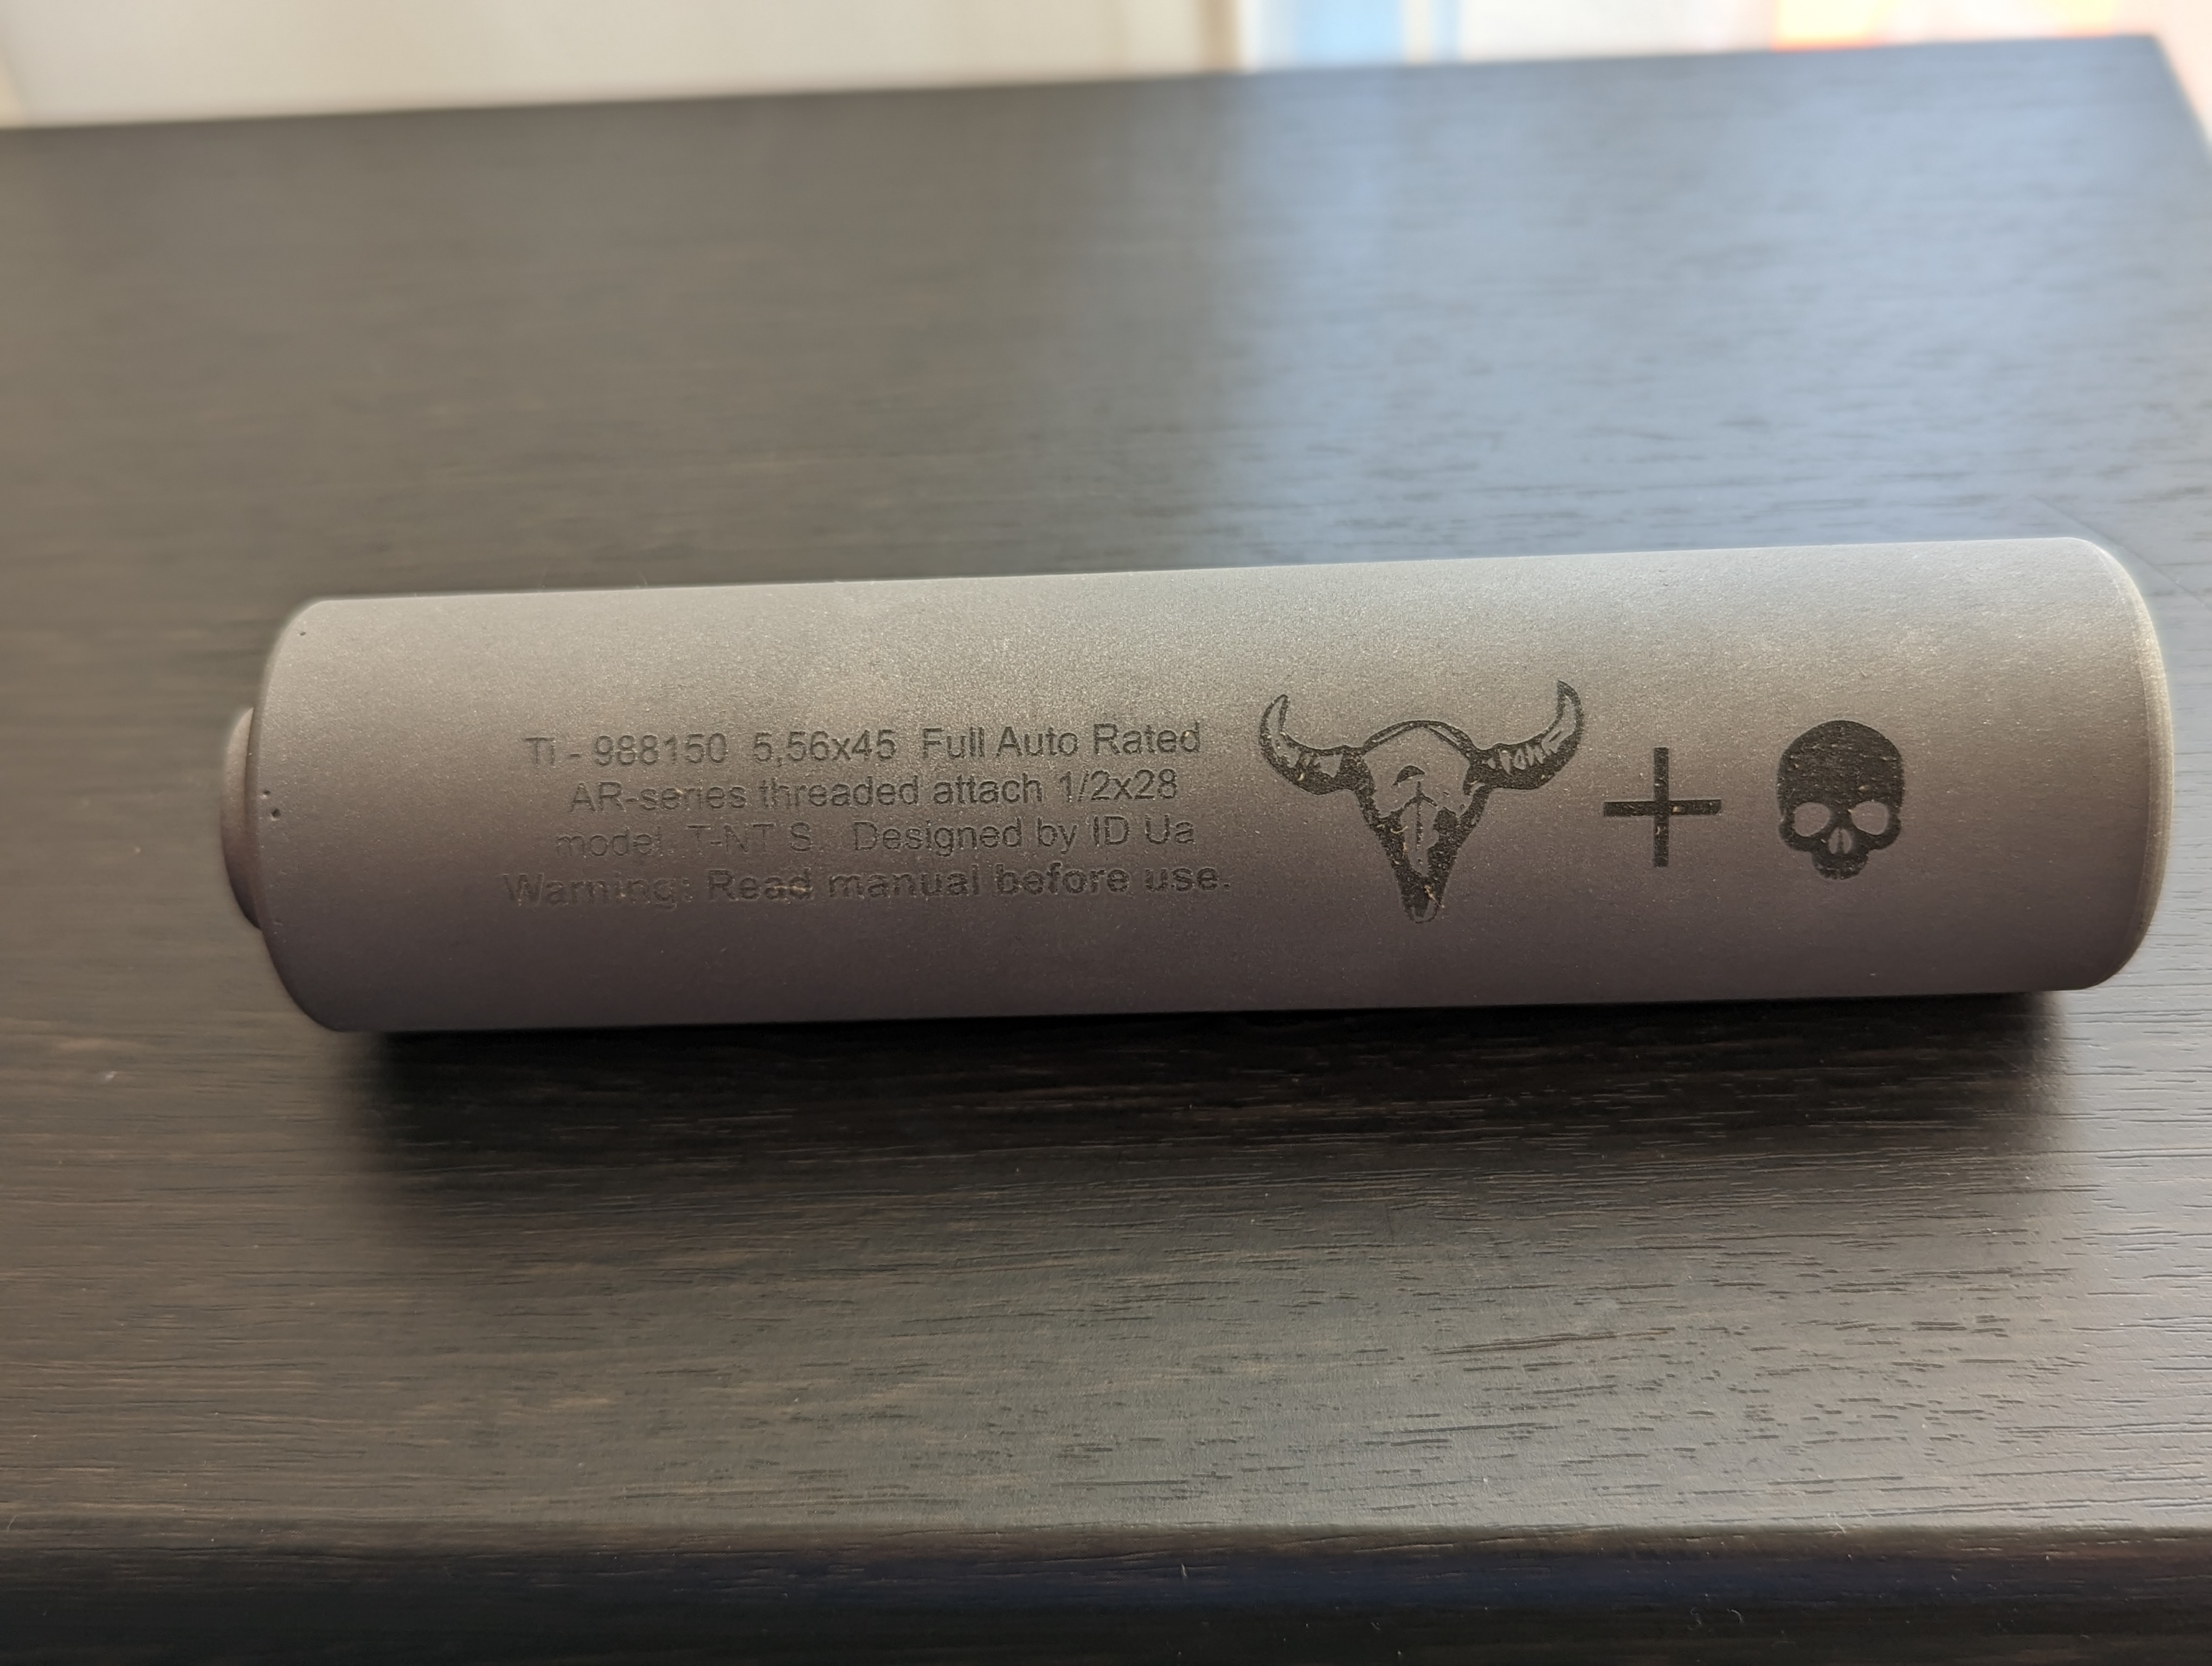 Ti - 988150 5,56x45 Full Auto Rated
AR-series threaded attach 1/2x28
model: T-NT S. Designed by ID Ua
Warning: Read manual before use.